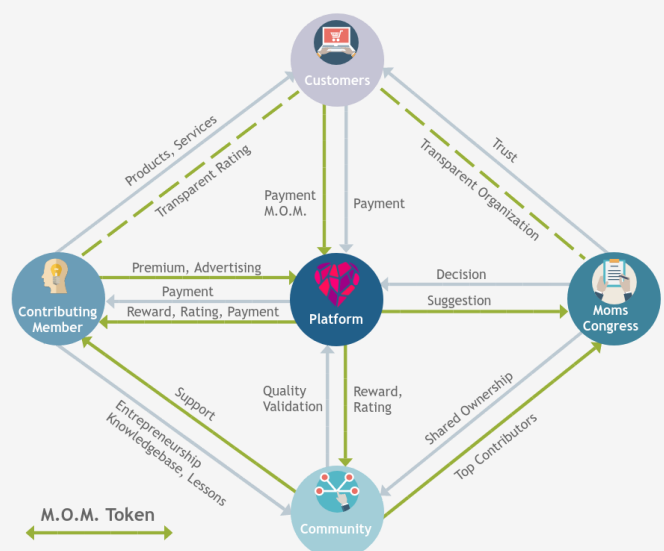 Customers
Products, Services
Transparent Rating
Trust
Transparent Organization
Payment
M.O.M.
Payment
Premium, Advertising
Payment
Reward, Rating, Payment
Contributing
Member
Platform
Decision
Suggestion
Moms
Congress
Support
Entrepreneurship
Knowledgebase, Lessons
Quality
Validation
Reward,
Rating
Shared Ownership
Top Contributors
Community
M.O.M. Token